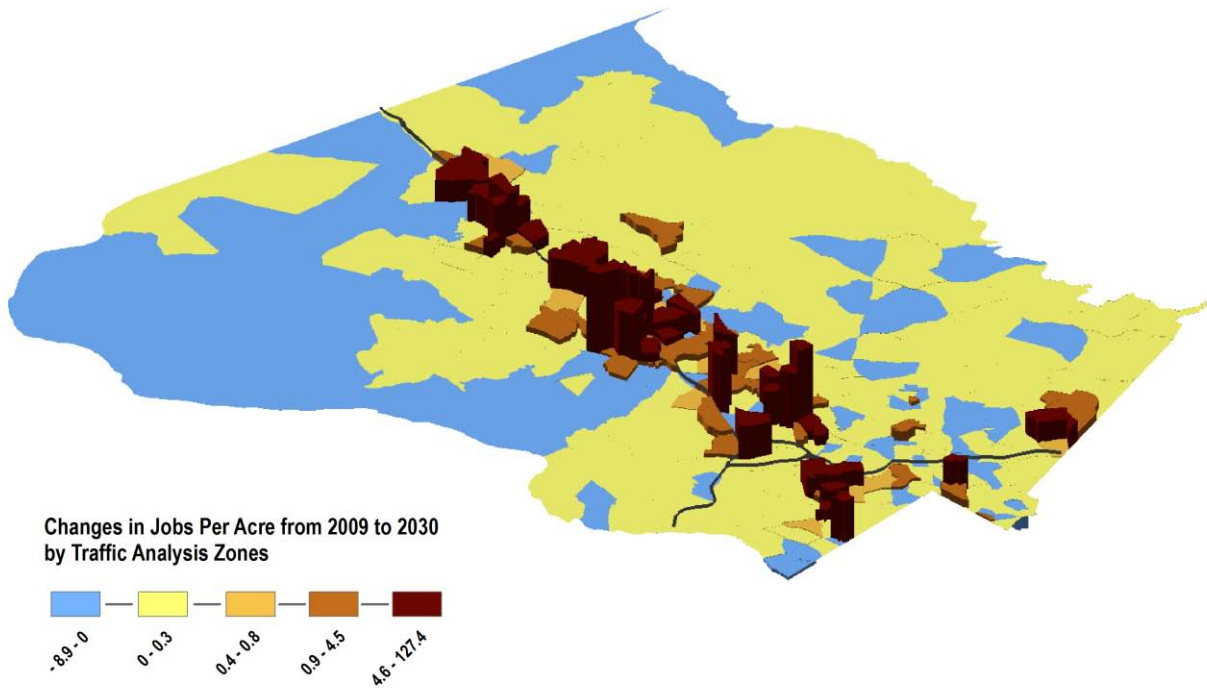 Changes in Jobs Per Acre from 2009 to 2030
by Traffic Analysis Zones
- 8.9 - 0
0 - 0.3
0.4 - 0.8
0.9 - 4.5
4.6 - 127.4